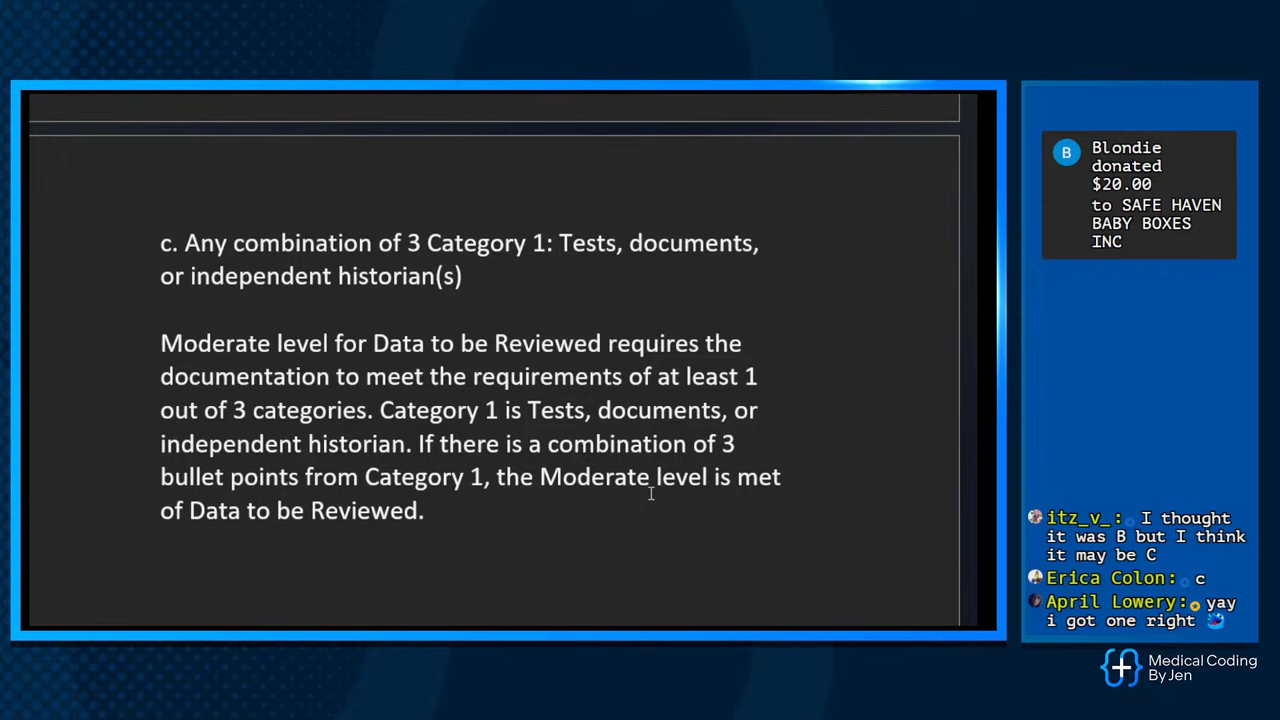 c. Any combination of 3 Category 1: Tests, documents,
or independent historian(s)
Moderate level for Data to be Reviewed requires the
documentation to meet the requirements of at least 1
out of 3 categories. Category 1 is Tests, documents, or
independent historian. If there is a combination of 3
bullet points from Category 1, the Moderate level is met
of Data to be Reviewed.
B
Blondie
donated
$20.00
to SAFE HAVEN
BABY BOXES
INC
itz_v_: I thought
it was B but I think
it may be C
Erica Colon: c
April Lowery: yay
i got one right
Medical Coding
By Jen